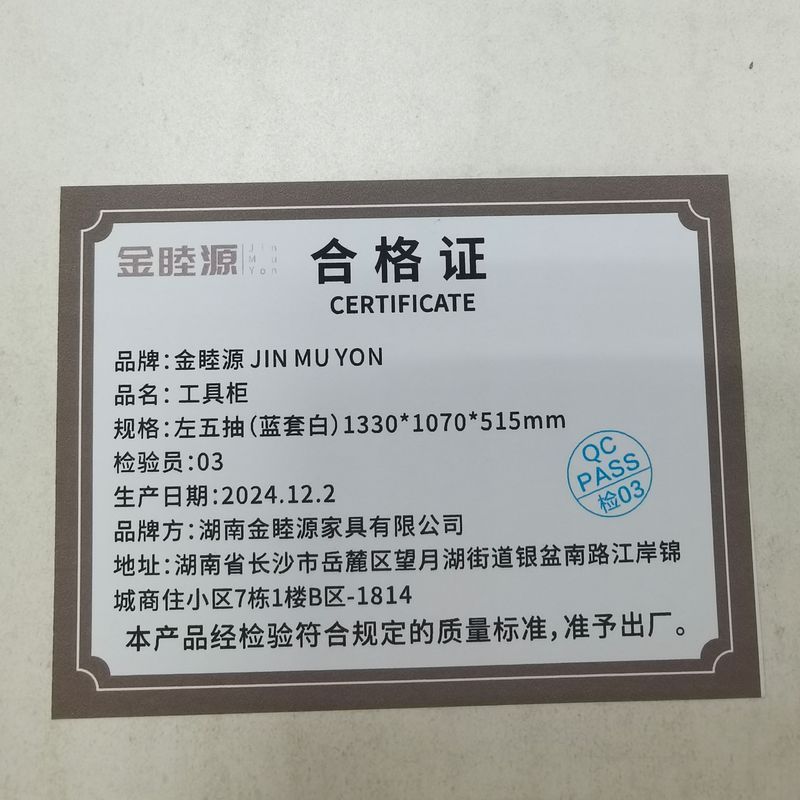 金睦源
Jin
Mu
Yon
合格证
CERTIFICATE
品牌:金睦源 JIN MU YON
品名: 工具柜
规格:左五抽(蓝套白)1330*1070*515mm
检验员:03
生产日期:2024.12.2
品牌方:湖南金睦源家具有限公司
地址:湖南省长沙市岳麓区望月湖街道银盆南路江岸锦
城商住小区7栋1楼B区-1814
本产品经检验符合规定的质量标准,准予出厂。
QC
PASS
检03